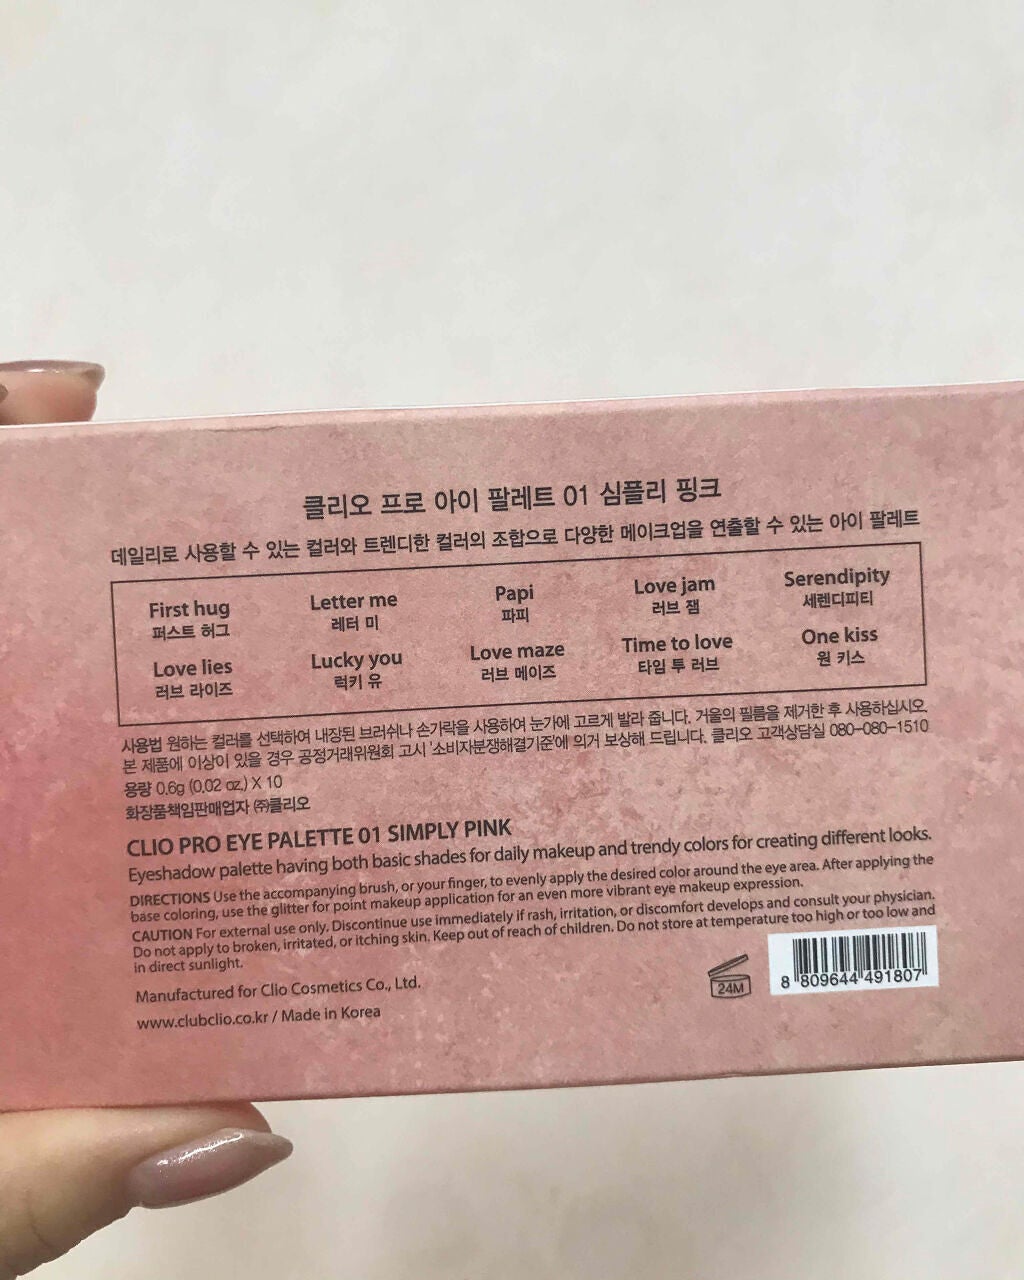 클리오 프로 아이 팔레트 01 심플리 핑크
데일리로 사용할 수 있는 컬러와 트렌디한 컬러의 조합으로 다양한 메이크업을 연출할 수 있는 아이 팔레트
First hug Letter me Papi Love jam Serendipity
퍼스트 허그 레터 미 파피 러브 잼 세렌디피티
Love lies Lucky you Love maze Time to love One kiss
러브 라이즈 럭키 유 러브 메이즈 타임 투 러브 원 키스
사용법 원하는 컬러를 선택하여 내장된 브러쉬나 손가락을 사용하여 눈가에 고르게 발라 줍니다. 거울의 필름을 제거한 후 사용하십시오.
본 제품에 이상이 있을 경우 공정거래위원회 고시 '소비자분쟁해결기준'에 의거 보상해 드립니다. 클리오 고객상담실 080-080-1510
용량 0.6g (0.02 oz.) X 10
화장품책임판매업자 ㈜클리오
CLIO PRO EYE PALETTE 01 SIMPLY PINK
Eyeshadow palette having both basic shades for daily makeup and trendy colors for creating different looks.
DIRECTIONS Use the accompanying brush, or your finger, to evenly apply the desired color around the eye area. After applying the
base coloring, use the glitter for point makeup application for an even more vibrant eye makeup expression.
CAUTION For external use only. Discontinue use immediately if rash, irritation, or discomfort develops and consult your physician.
Do not apply to broken, irritated, or itching skin. Keep out of reach of children. Do not store at temperature too high or too low and
in direct sunlight.
Manufactured for Clio Cosmetics Co., Ltd.
www.clubclio.co.kr / Made in Korea
24M
8 809644 491807